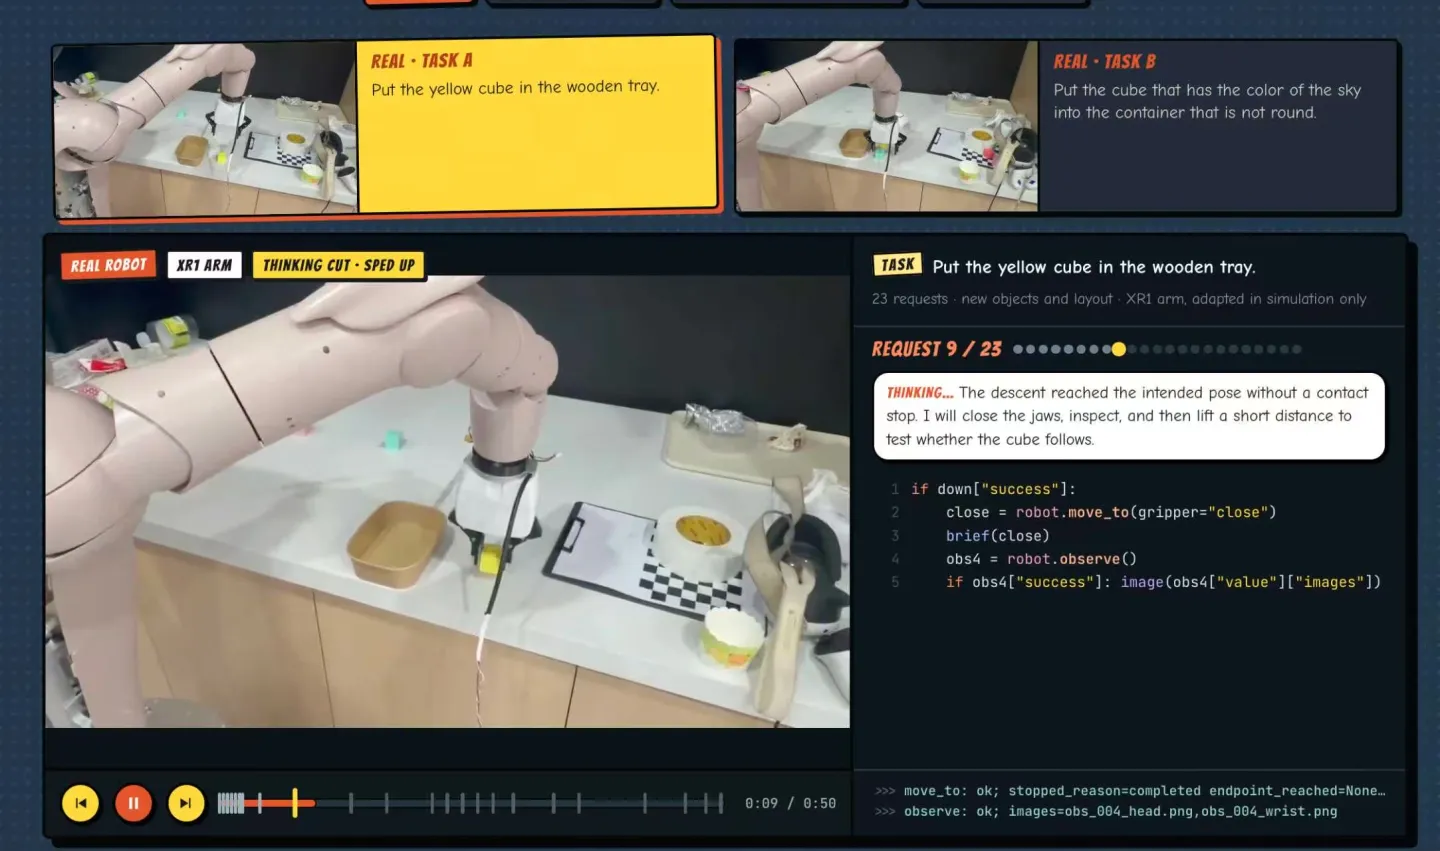 REAL · TASK A
Put the yellow cube in the wooden tray.
REAL · TASK B
Put the cube that has the color of the sky
into the container that is not round.
REAL ROBOT
XR1 ARM
THINKING CUT · SPED UP
TASK Put the yellow cube in the wooden tray.
23 requests · new objects and layout · XR1 arm, adapted in simulation only
REQUEST 9 / 23
THINKING... The descent reached the intended pose without a contact
stop. I will close the jaws, inspect, and then lift a short distance to
test whether the cube follows.
1 if down["success"]:
2     close = robot.move_to(gripper="close")
3     brief(close)
4     obs4 = robot.observe()
5     if obs4["success"]: image(obs4["value"]["images"])
0:09 / 0:50
>>> move_to: ok; stopped_reason=completed endpoint_reached=None…
>>> observe: ok; images=obs_004_head.png,obs_004_wrist.png